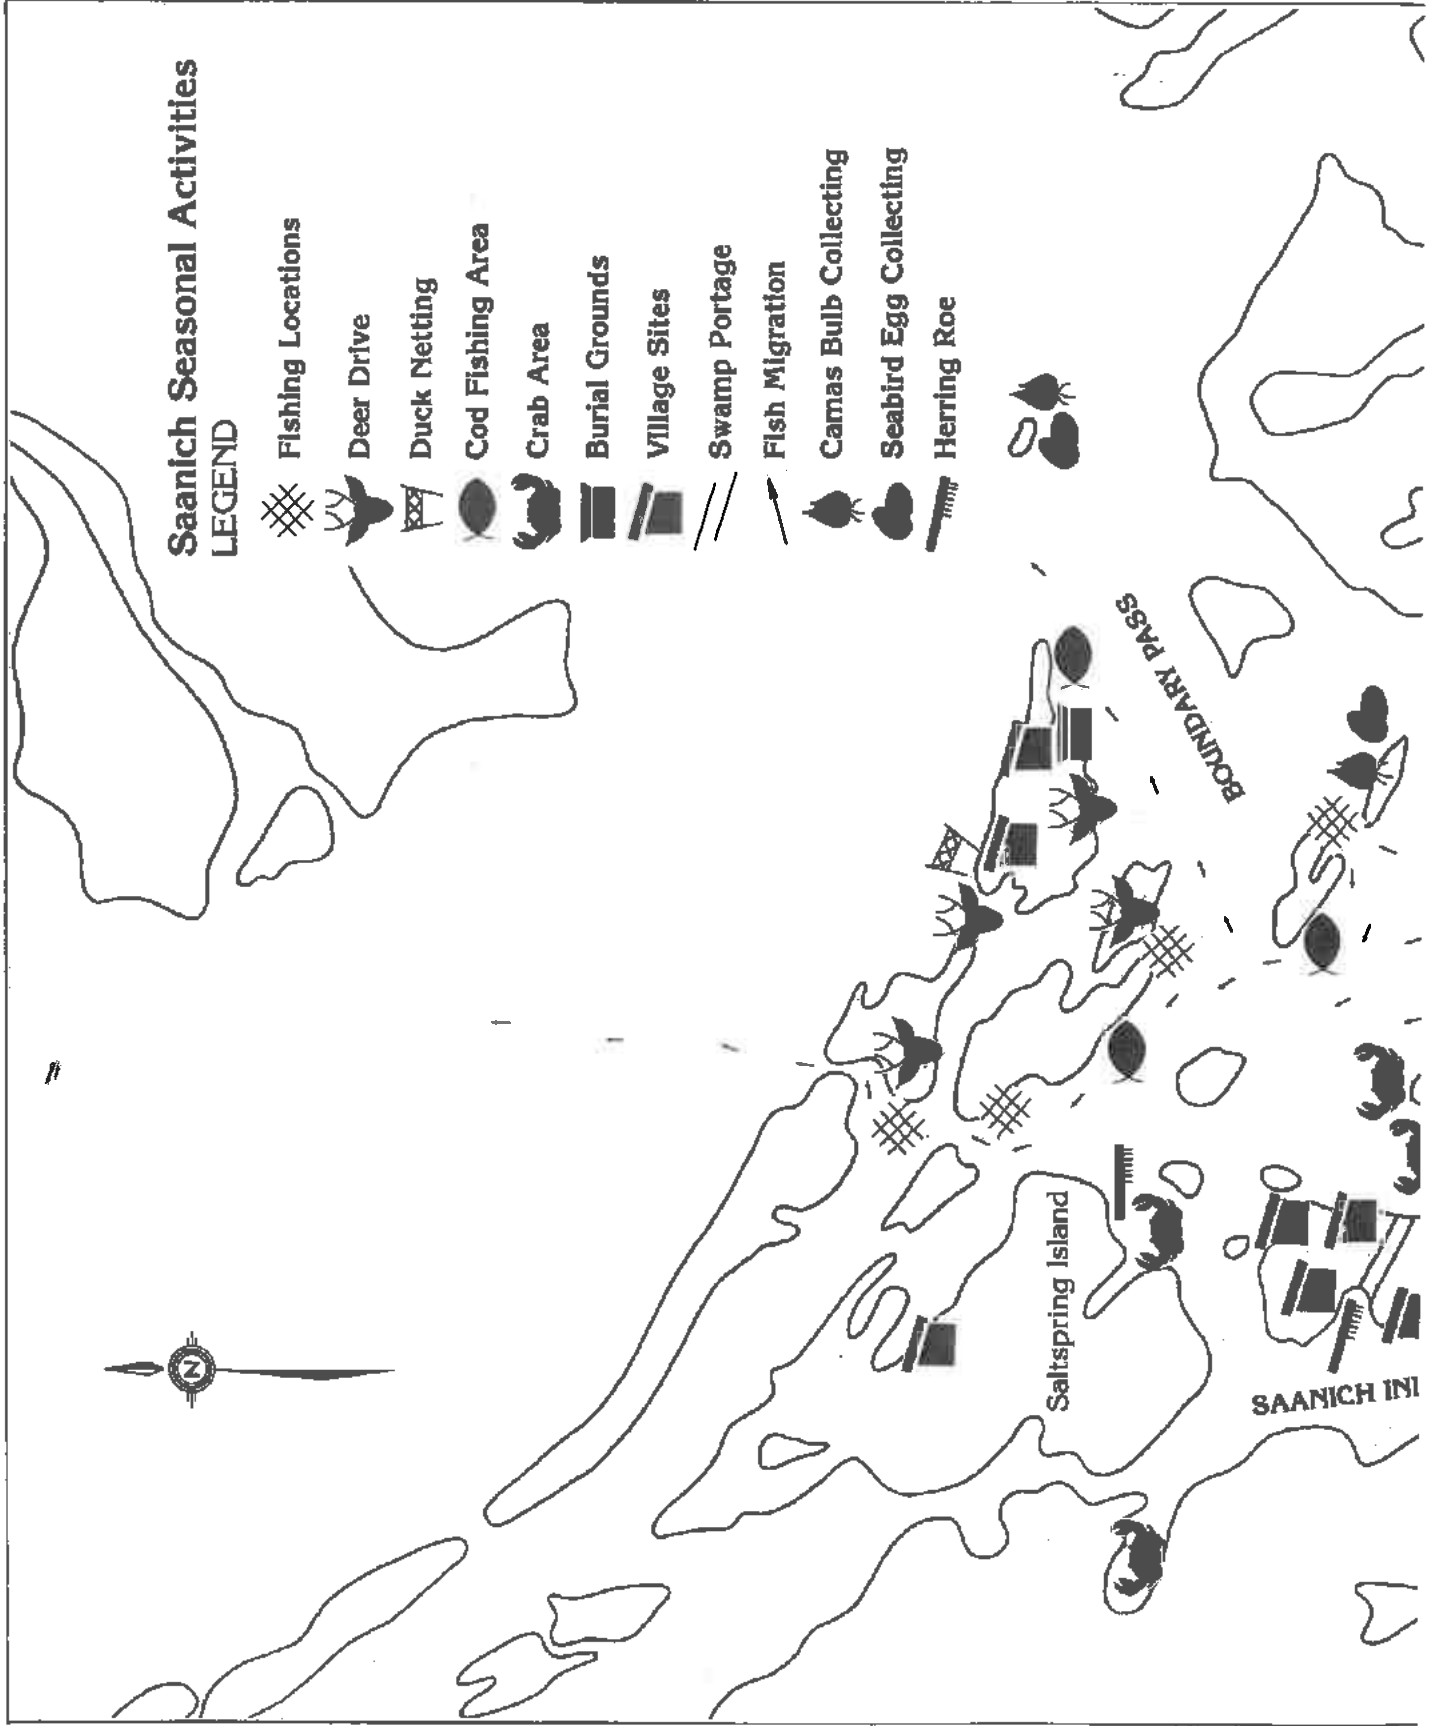 Saanich Seasonal Activities
LEGEND
Fishing Locations
Deer Drive
Duck Netting
Cod Fishing Area
Crab Area
Burial Grounds
Village Sites
Swamp Portage
Fish Migration
Camas Bulb Collecting
Seabird Egg Collecting
Herring Roe
N
BOUNDARY PASS
Saltspring Island
SAANICH INL